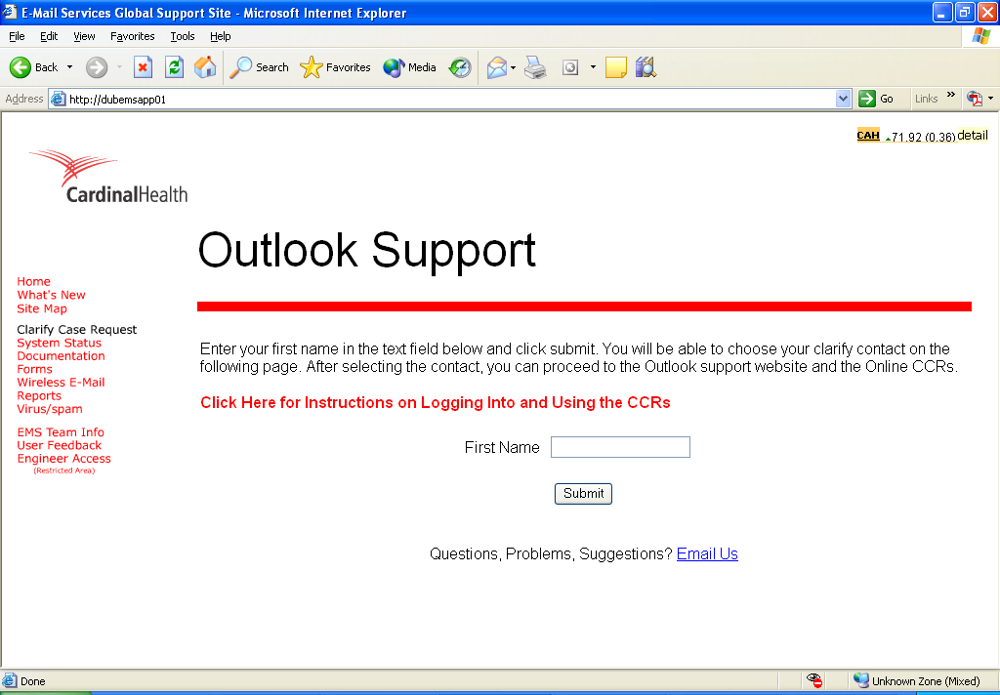 E-Mail Services Global Support Site - Microsoft Internet Explorer
File Edit View Favorites Tools Help
Back Search Favorites Media
Address http://dubemsapp01 Go Links »
CAH 71.92 (0.36) detail
CardinalHealth
Outlook Support
Home
What's New
Site Map
Clarify Case Request
System Status
Documentation
Forms
Wireless E-Mail
Reports
Virus/spam
EMS Team Info
User Feedback
Engineer Access
(Restricted Area)
Enter your first name in the text field below and click submit. You will be able to choose your clarify contact on the
following page. After selecting the contact, you can proceed to the Outlook support website and the Online CCRs.
Click Here for Instructions on Logging Into and Using the CCRs
First Name
Submit
Questions, Problems, Suggestions? Email Us
Done Unknown Zone (Mixed)